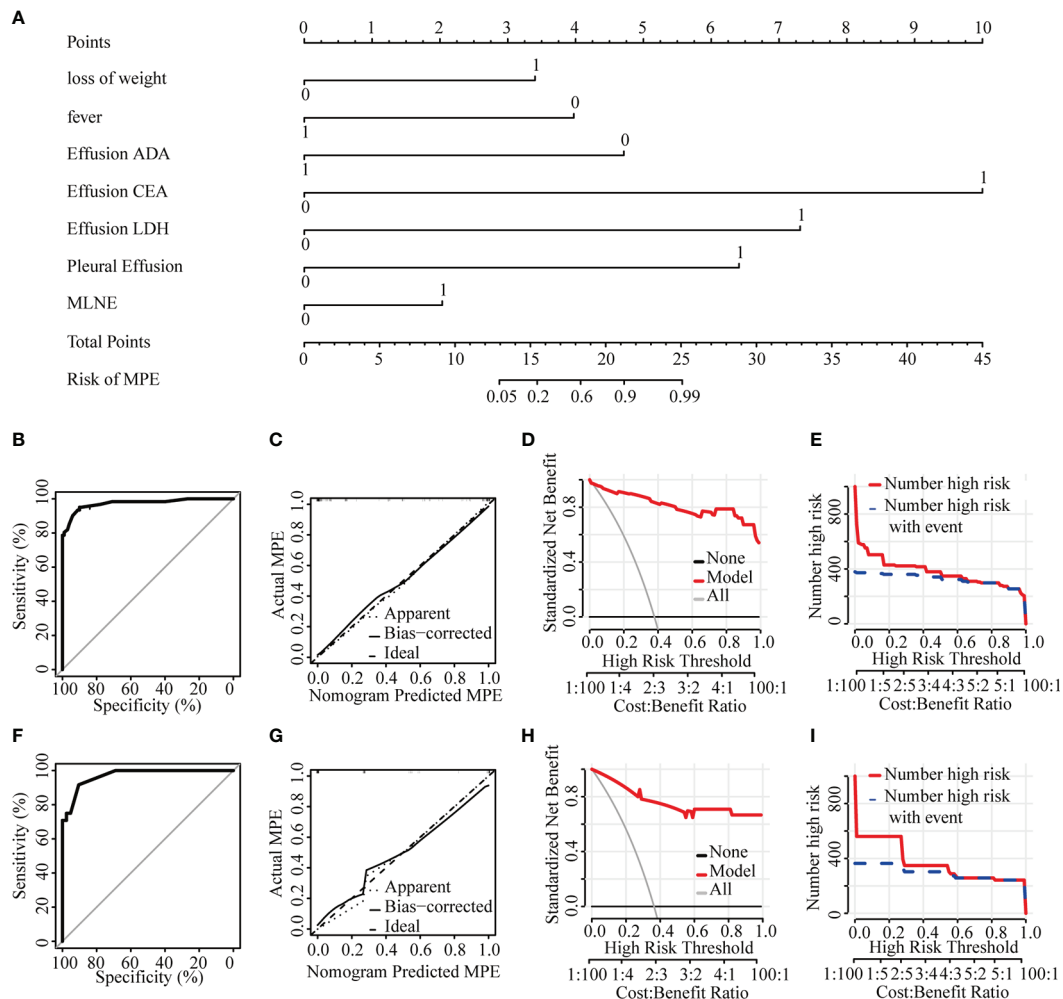 A
Points 0 1 2 3 4 5 6 7 8 9 10
loss of weight 0 1
fever 1 0
Effusion ADA 1 0
Effusion CEA 0 1
Effusion LDH 0 1
Pleural Effusion 0 1
MLNE 0 1
Total Points 0 5 10 15 20 25 30 35 40 45
Risk of MPE 0.05 0.2 0.6 0.9 0.99
B
Sensitivity (%)
0 20 40 60 80 100
100 80 60 40 20 0
Specificity (%)
C
Actual MPE
0.0 0.2 0.4 0.6 0.8 1.0
Apparent
Bias-corrected
Ideal
0.0 0.2 0.4 0.6 0.8 1.0
Nomogram Predicted MPE
D
Standardized Net Benefit
0.0 0.4 0.8
None
Model
All
0.0 0.2 0.4 0.6 0.8 1.0
High Risk Threshold
1:100 1:4 2:3 3:2 4:1 100:1
Cost:Benefit Ratio
E
Number high risk
0 400 800
Number high risk
Number high risk
with event
0.0 0.2 0.4 0.6 0.8 1.0
High Risk Threshold
1:100 1:5 2:5 3:4 4:3 5:2 5:1 100:1
Cost:Benefit Ratio
F
Sensitivity (%)
0 20 40 60 80 100
100 80 60 40 20 0
Specificity (%)
G
Actual MPE
0.0 0.2 0.4 0.6 0.8 1.0
Apparent
Bias-corrected
Ideal
0.0 0.2 0.4 0.6 0.8 1.0
Nomogram Predicted MPE
H
Standardized Net Benefit
0.0 0.4 0.8
None
Model
All
0.0 0.2 0.4 0.6 0.8 1.0
High Risk Threshold
1:100 1:4 2:3 3:2 4:1 100:1
Cost:Benefit Ratio
I
Number high risk
0 400 800
Number high risk
Number high risk
with event
0.0 0.2 0.4 0.6 0.8 1.0
High Risk Threshold
1:100 1:5 2:5 3:4 4:3 5:2 5:1 100:1
Cost:Benefit Ratio